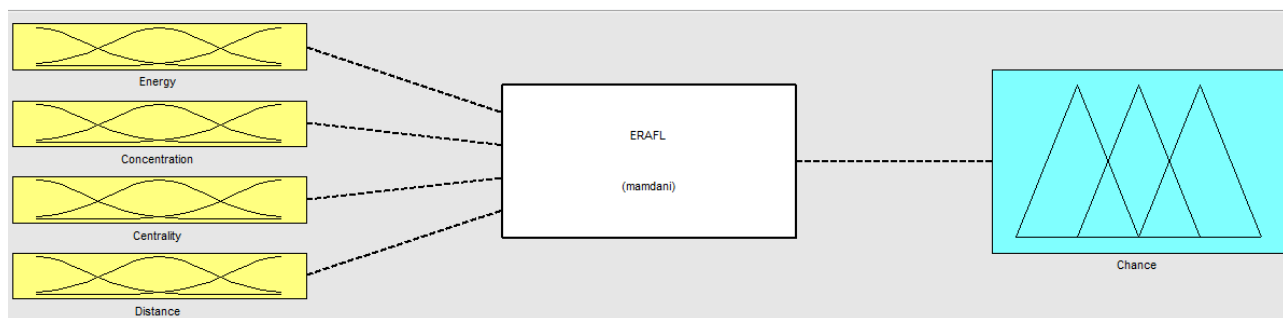 Energy
Concentration
Centrality
Distance
ERAFL
(mamdani)
Chance